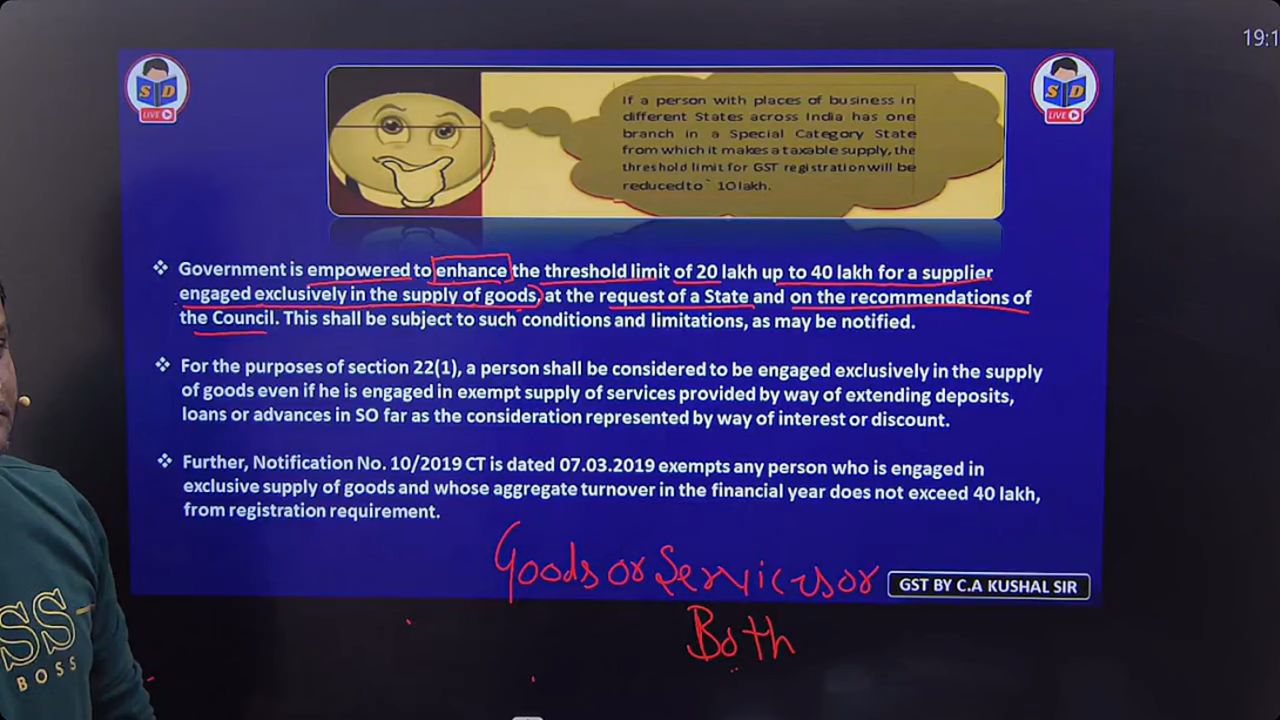 19:1
S D
LIVE
S D
LIVE
If a person with places of business in
different States across India has one
branch in a Special Category State
from which it makes a taxable supply, the
threshold limit for GST registration will be
reduced to ` 10 lakh.
❖ Government is empowered to enhance the threshold limit of 20 lakh up to 40 lakh for a supplier
engaged exclusively in the supply of goods at the request of a State and on the recommendations of
the Council. This shall be subject to such conditions and limitations, as may be notified.
❖ For the purposes of section 22(1), a person shall be considered to be engaged exclusively in the supply
of goods even if he is engaged in exempt supply of services provided by way of extending deposits,
loans or advances in SO far as the consideration represented by way of interest or discount.
❖ Further, Notification No. 10/2019 CT is dated 07.03.2019 exempts any person who is engaged in
exclusive supply of goods and whose aggregate turnover in the financial year does not exceed 40 lakh,
from registration requirement.
Goods or Services or
Both
GST BY C.A KUSHAL SIR
SS
BOSS